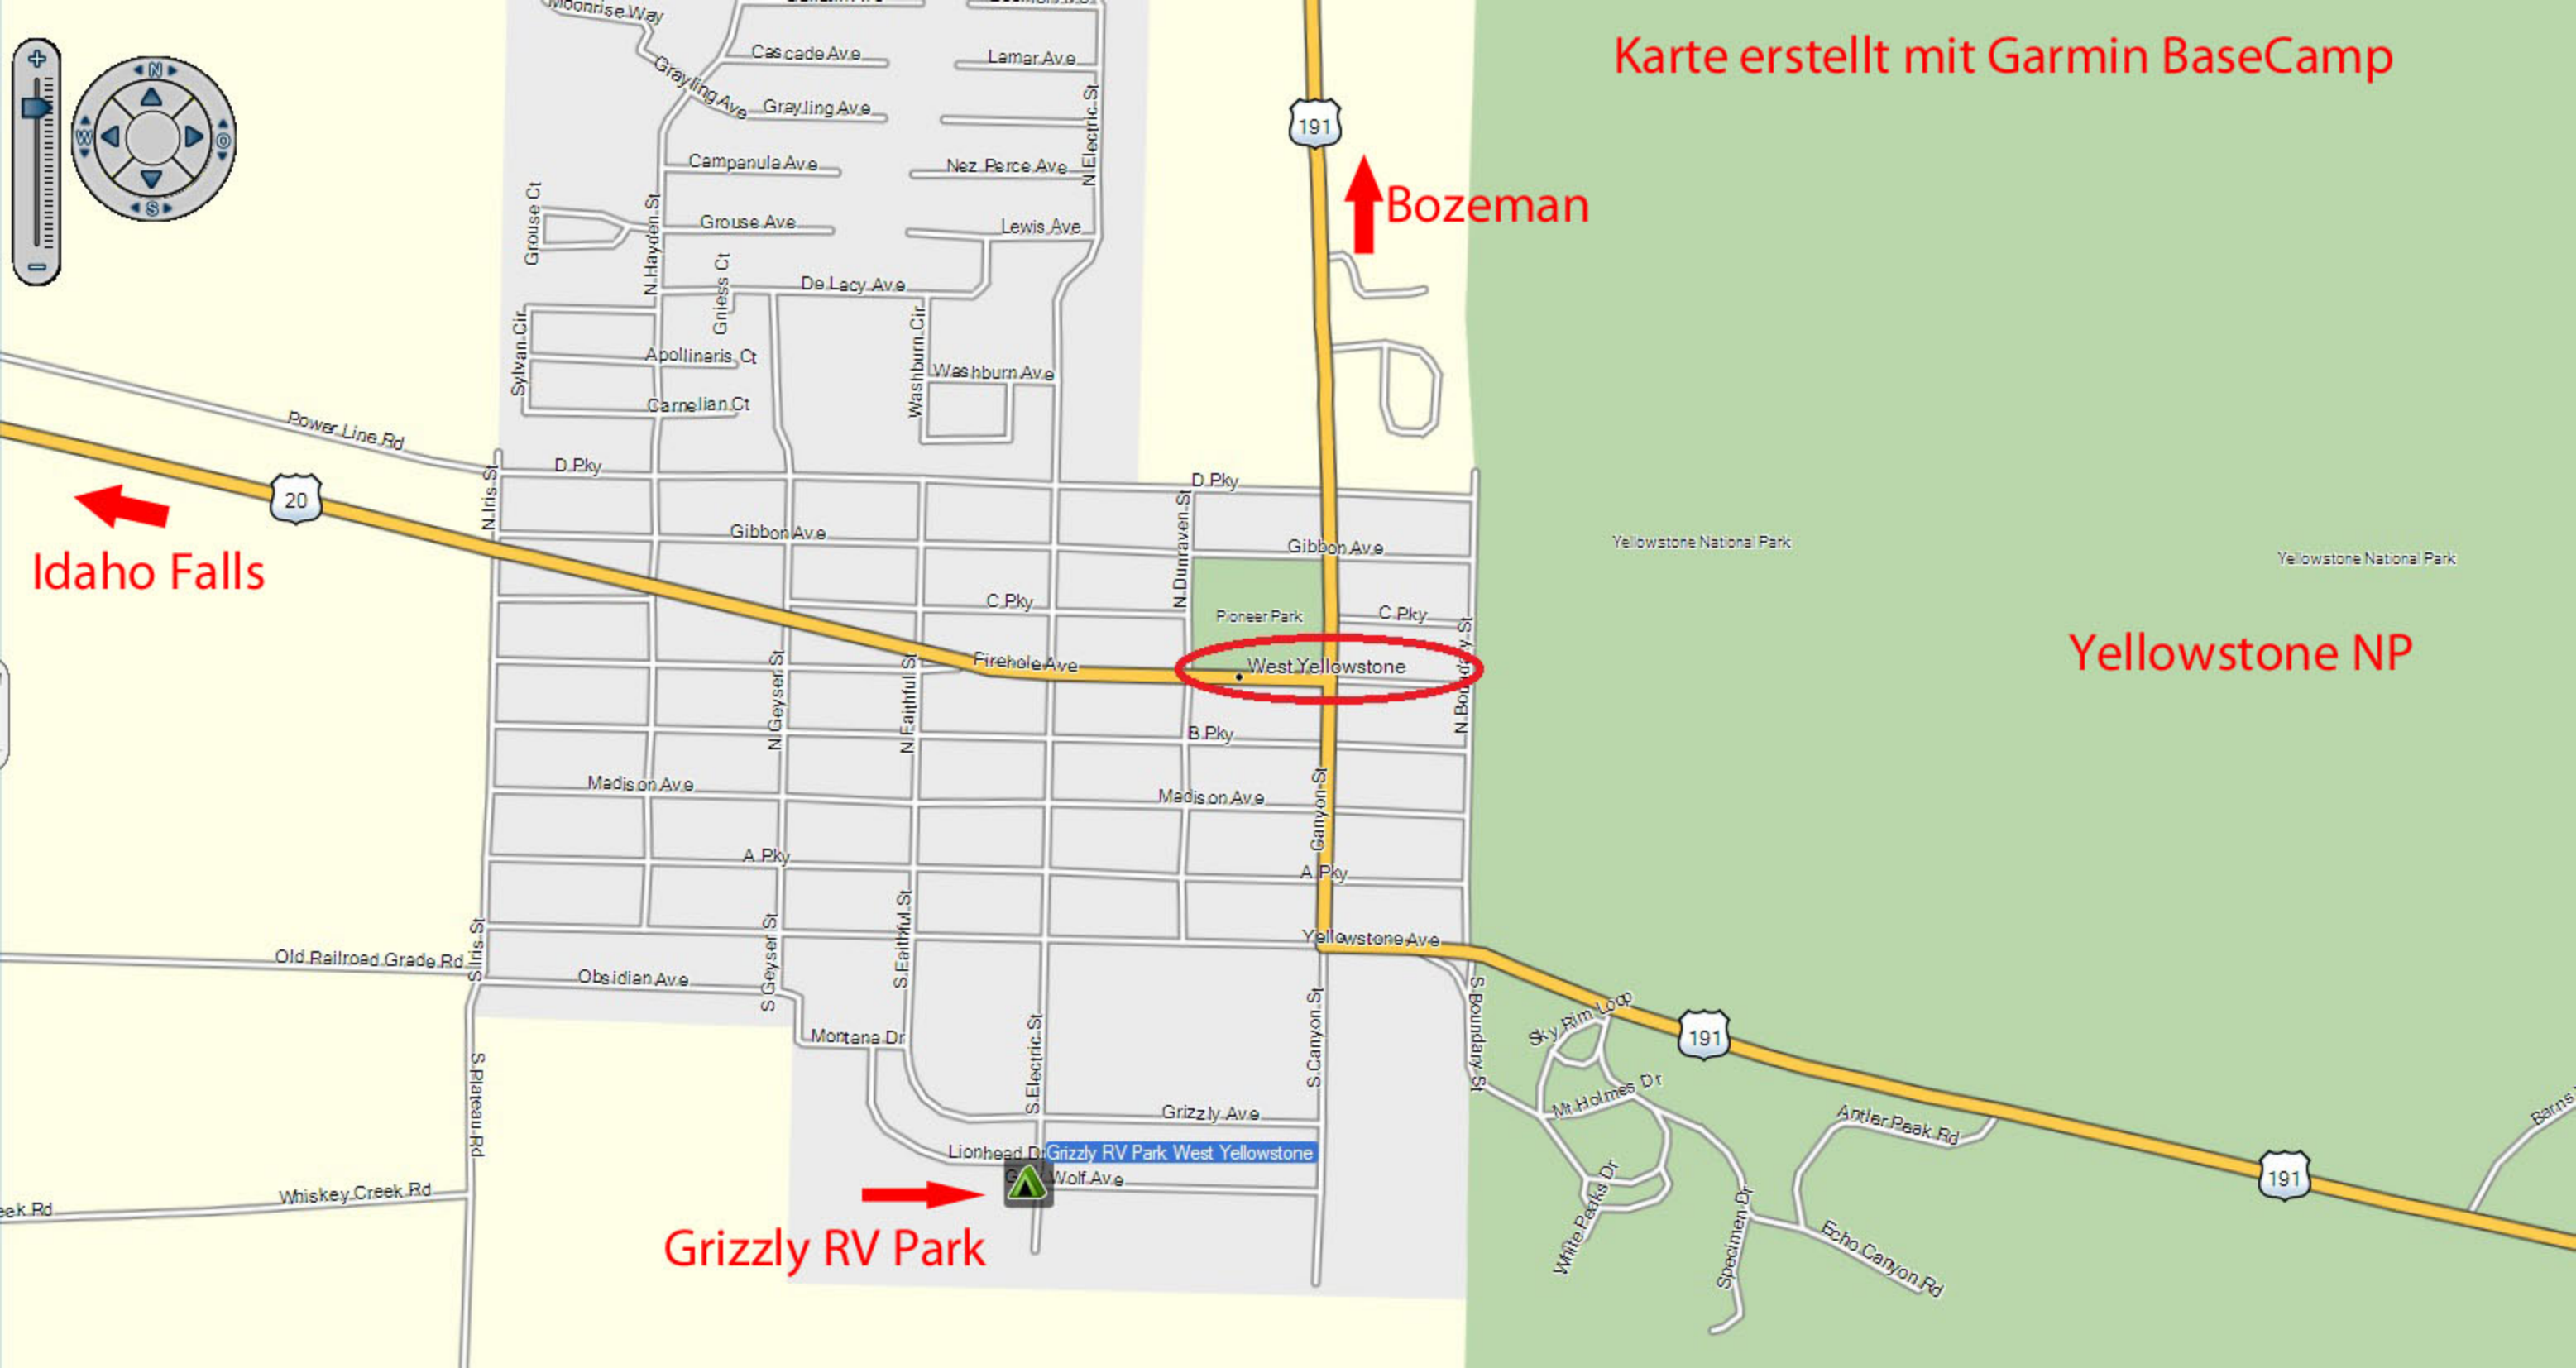 Moonrise Way
Cascade Ave
Lamar Ave
Karte erstellt mit Garmin BaseCamp
N
W
O
S
Grayling Ave
Grayling Ave
N Electric St
191
Campanula Ave
Nez Perce Ave
Bozeman
Grouse Ct
N Hayden St
Grouse Ave
Lewis Ave
Gniess Ct
De Lacy Ave
Sylvan Cir
Washburn Cir
Apollinaris Ct
Washburn Ave
Carnelian Ct
Power Line Rd
D Pky
D Pky
20
N Iris St
Idaho Falls
Gibbon Ave
N Dunraven St
Gibbon Ave
Yellowstone National Park
Yellowstone National Park
C Pky
Pioneer Park
C Pky
Firehole Ave
West Yellowstone
N Boundary St
Yellowstone NP
N Geyser St
N Faithful St
B Pky
Madison Ave
Madison Ave
Canyon St
A Pky
A Pky
Yellowstone Ave
Old Railroad Grade Rd
S Iris St
Obsidian Ave
S Geyser St
S Faithful St
S Boundary St
Sky Rim Loop
191
Montana Dr
S Electric St
S Canyon St
S Plateau Rd
Mt Holmes Dr
Grizzly Ave
Antler Peak Rd
Barns
Lionhead D
Grizzly RV Park West Yellowstone
Wolf Ave
191
Whiskey Creek Rd
eek Rd
White Peaks Dr
Specimen Dr
Echo Canyon Rd
Grizzly RV Park